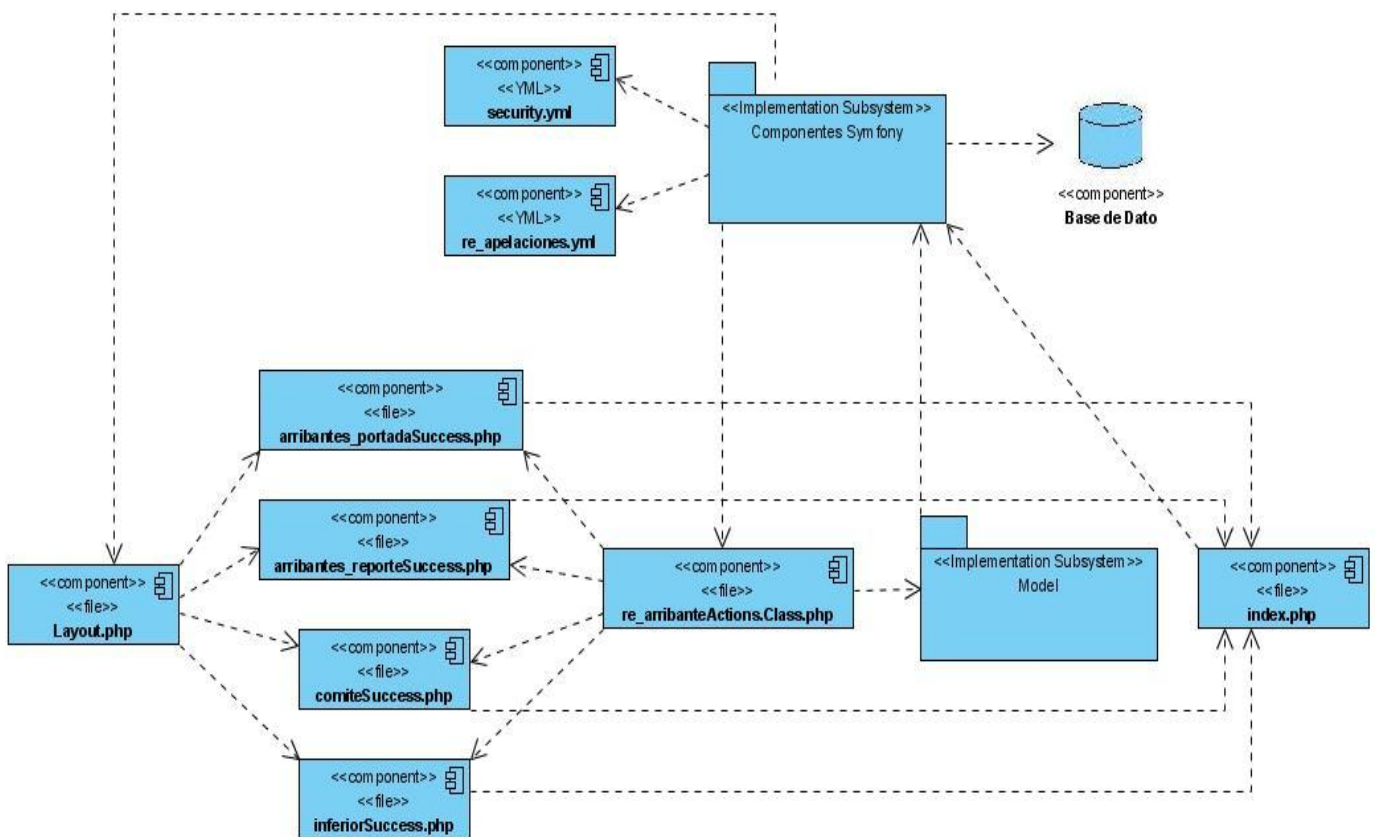 <<component>>
<<YML>>
security.yml
<<Implementation Subsystem>>
Componentes Symfony
<<component>>
Base de Dato
<<component>>
<<YML>>
re_apelaciones.yml
<<component>>
<<file>>
arribantes_portadaSuccess.php
<<component>>
<<file>>
arribantes_reporteSuccess.php
<<component>>
<<file>>
Layout.php
<<component>>
<<file>>
re_arribanteActions.Class.php
<<Implementation Subsystem>>
Model
<<component>>
<<file>>
index.php
<<component>>
<<file>>
comiteSuccess.php
<<component>>
<<file>>
inferiorSuccess.php